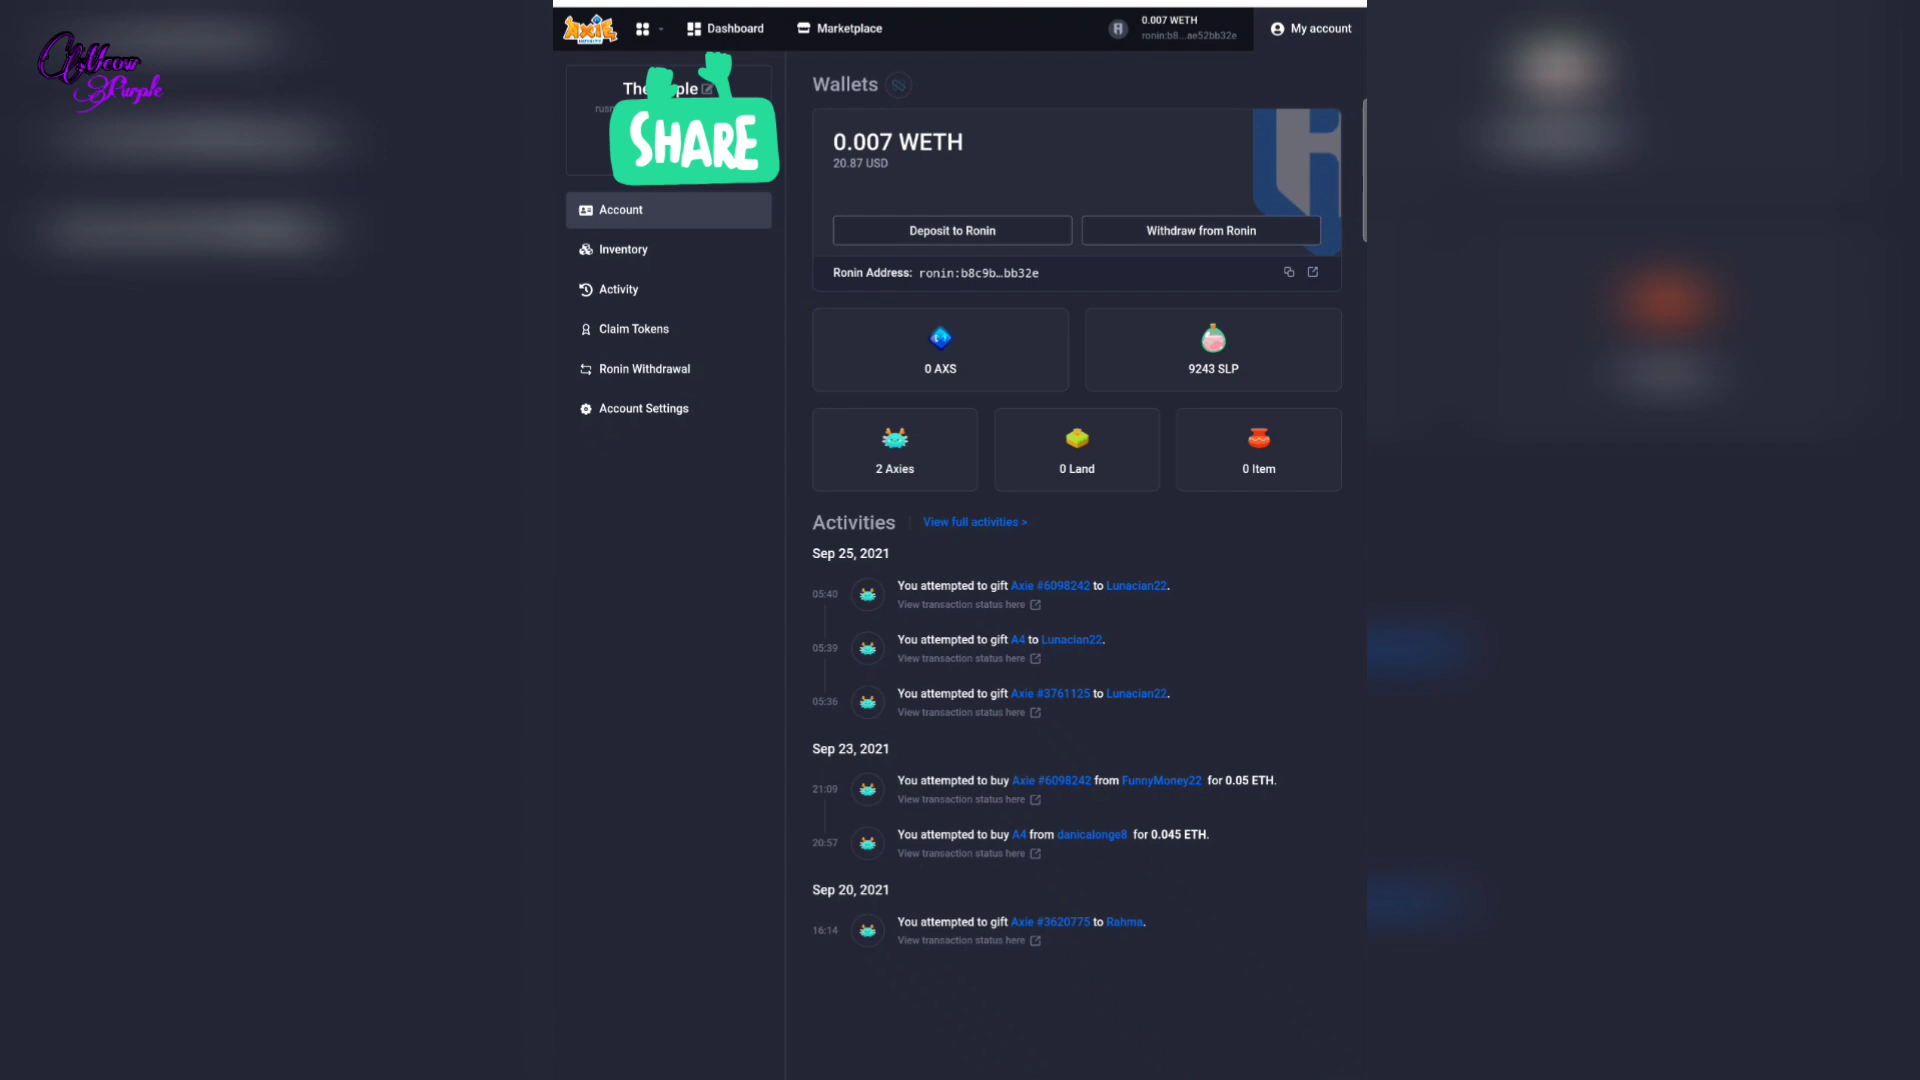 Meow
Purple
AXIE
INFINITY
Dashboard
Marketplace
0.007 WETH
ronin:b8...ae52bb32e
My account
SHARE
Account
Inventory
Activity
Claim Tokens
Ronin Withdrawal
Account Settings
Wallets
0.007 WETH
20.87 USD
Deposit to Ronin
Withdraw from Ronin
Ronin Address: ronin:b8c9b…bb32e
0 AXS
9243 SLP
2 Axies
0 Land
0 Item
Activities
View full activities >
Sep 25, 2021
05:40
You attempted to gift Axie #6098242 to Lunacian22.
View transaction status here
05:39
You attempted to gift A4 to Lunacian22.
View transaction status here
05:36
You attempted to gift Axie #3761125 to Lunacian22.
View transaction status here
Sep 23, 2021
21:09
You attempted to buy Axie #6098242 from FunnyMoney22 for 0.05 ETH.
View transaction status here
20:57
You attempted to buy A4 from danicalonge8 for 0.045 ETH.
View transaction status here
Sep 20, 2021
16:14
You attempted to gift Axie #3620775 to Rahma.
View transaction status here